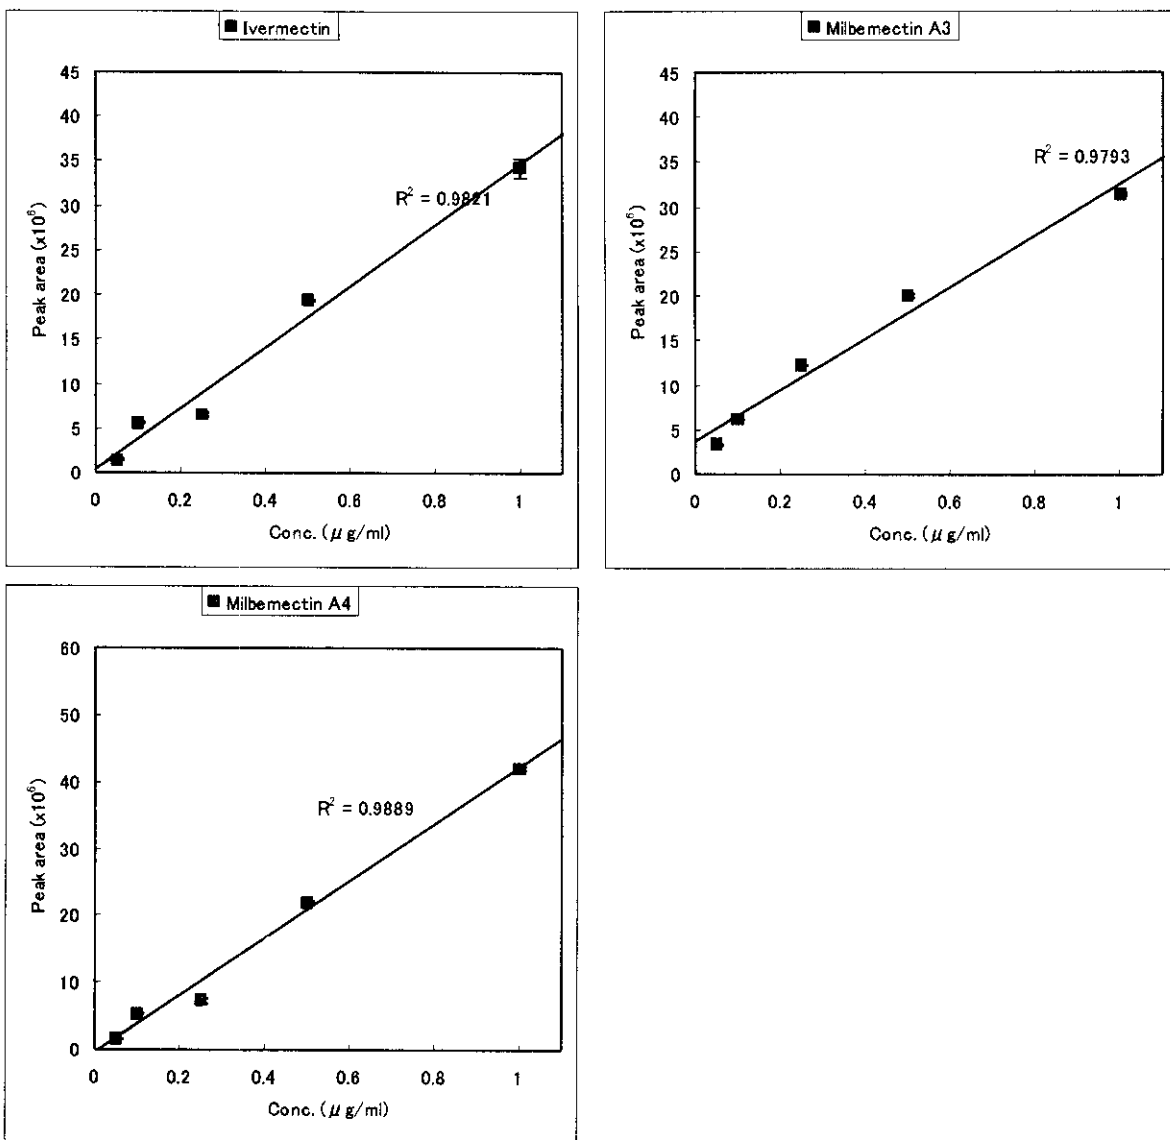 Ivermectin
45
40
35
30
25
20
15
10
5
0
Peak area (x10⁶)
R² = 0.9821
0 0.2 0.4 0.6 0.8 1
Conc. (μg/ml)
Milbemectin A3
45
40
35
30
25
20
15
10
5
0
Peak area (x10⁶)
R² = 0.9793
0 0.2 0.4 0.6 0.8 1
Conc. (μg/ml)
Milbemectin A4
60
50
40
30
20
10
0
Peak area (x10⁶)
R² = 0.9889
0 0.2 0.4 0.6 0.8 1
Conc. (μg/ml)